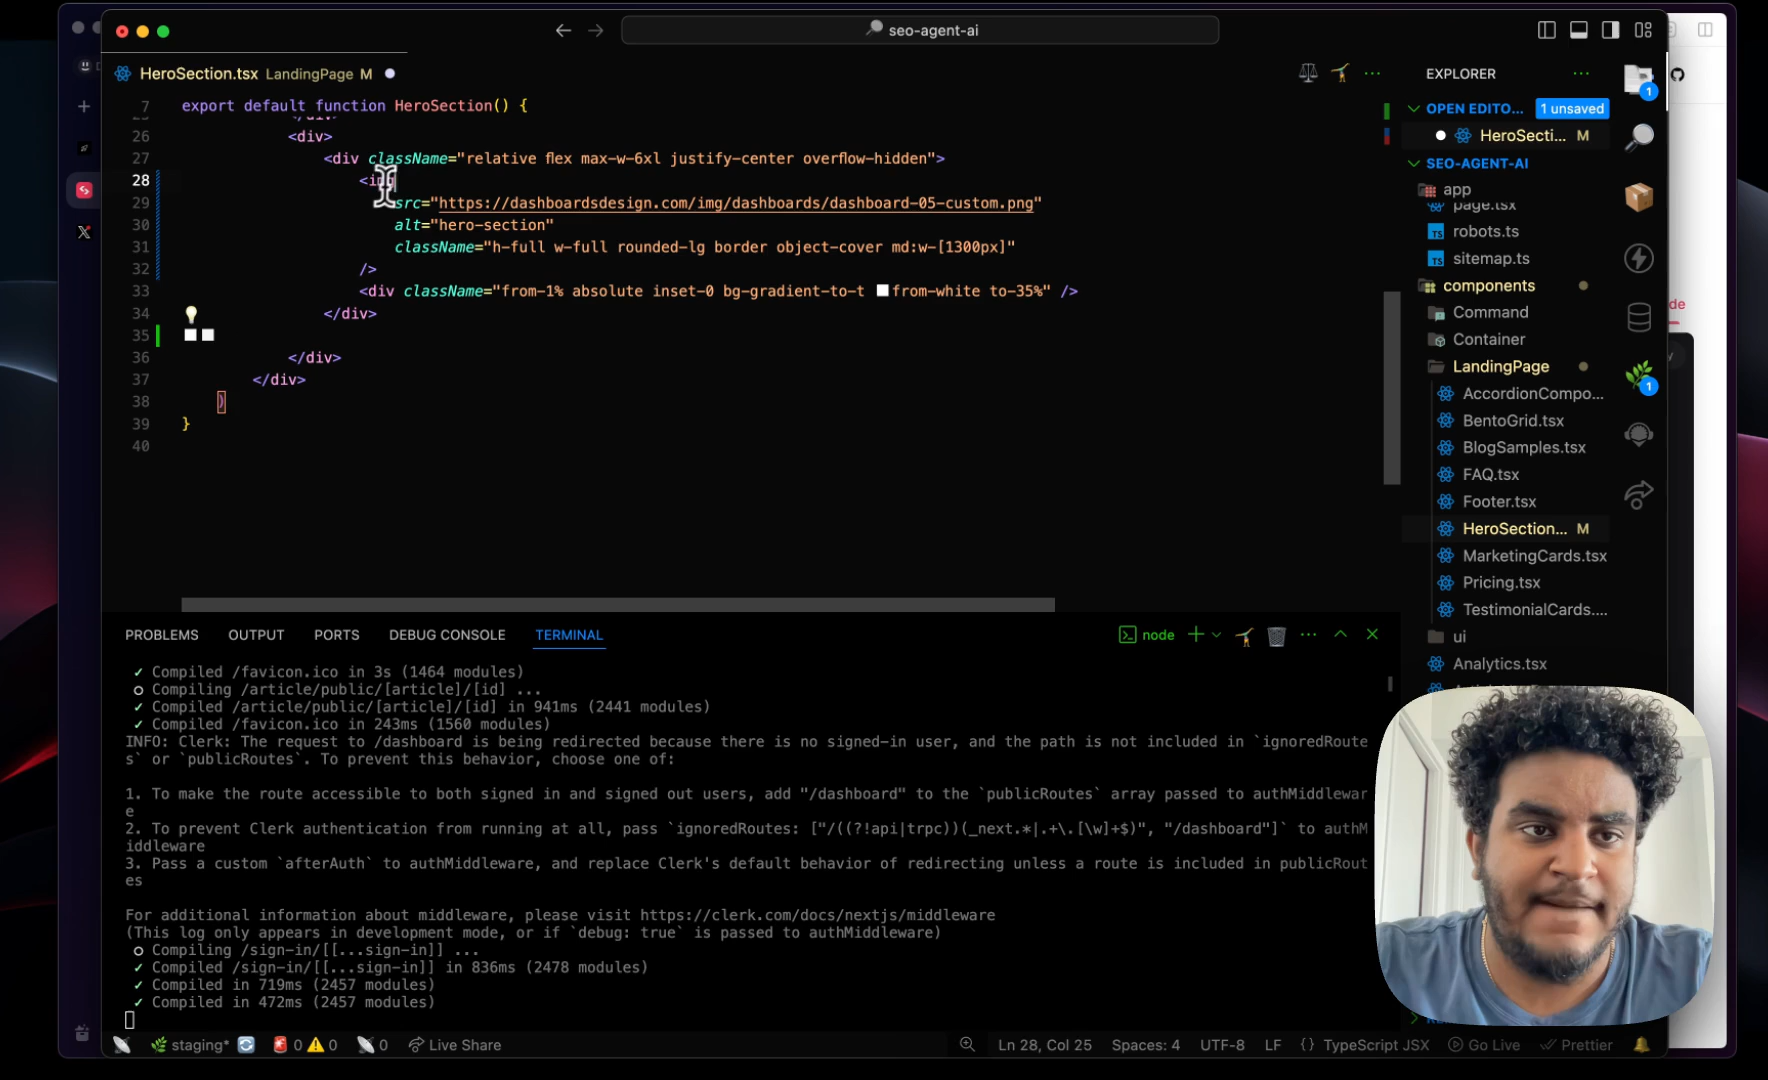 seo-agent-ai
HeroSection.tsx LandingPage M
7 export default function HeroSection() {
26 <div>
27 <div className="relative flex max-w-6xl justify-center overflow-hidden">
28 <img
29 src="https://dashboardsdesign.com/img/dashboards/dashboard-05-custom.png"
30 alt="hero-section"
31 className="h-full w-full rounded-lg border object-cover md:w-[1300px]"
32 />
33 <div className="from-1% absolute inset-0 bg-gradient-to-t from-white to-35%" />
34 </div>
35
36 </div>
37 </div>
38 )
39 }
40
EXPLORER
1
OPEN EDITO... 1 unsaved
HeroSecti... M
SEO-AGENT-AI
app
page.tsx
robots.ts
sitemap.ts
components
Command
Container
LandingPage
1
AccordionCompo...
BentoGrid.tsx
BlogSamples.tsx
FAQ.tsx
Footer.tsx
HeroSection... M
MarketingCards.tsx
Pricing.tsx
TestimonialCards....
ui
Analytics.tsx
PROBLEMS OUTPUT PORTS DEBUG CONSOLE TERMINAL node
✓ Compiled /favicon.ico in 3s (1464 modules)
○ Compiling /article/public/[article]/[id] ...
✓ Compiled /article/public/[article]/[id] in 941ms (2441 modules)
✓ Compiled /favicon.ico in 243ms (1560 modules)
INFO: Clerk: The request to /dashboard is being redirected because there is no signed-in user, and the path is not included in `ignoredRoute
s` or `publicRoutes`. To prevent this behavior, choose one of:
1. To make the route accessible to both signed in and signed out users, add "/dashboard" to the `publicRoutes` array passed to authMiddlewar
e
2. To prevent Clerk authentication from running at all, pass `ignoredRoutes: ["/((?!api|trpc))(_next.*|.+\.[\w]+$)", "/dashboard"]` to authM
iddleware
3. Pass a custom `afterAuth` to authMiddleware, and replace Clerk's default behavior of redirecting unless a route is included in publicRout
es
For additional information about middleware, please visit https://clerk.com/docs/nextjs/middleware
(This log only appears in development mode, or if `debug: true` is passed to authMiddleware)
○ Compiling /sign-in/[[...sign-in]] ...
✓ Compiled /sign-in/[[...sign-in]] in 836ms (2478 modules)
✓ Compiled in 719ms (2457 modules)
✓ Compiled in 472ms (2457 modules)
staging* 0 0 0 Live Share Ln 28, Col 25 Spaces: 4 UTF-8 LF {} TypeScript JSX Go Live Prettier